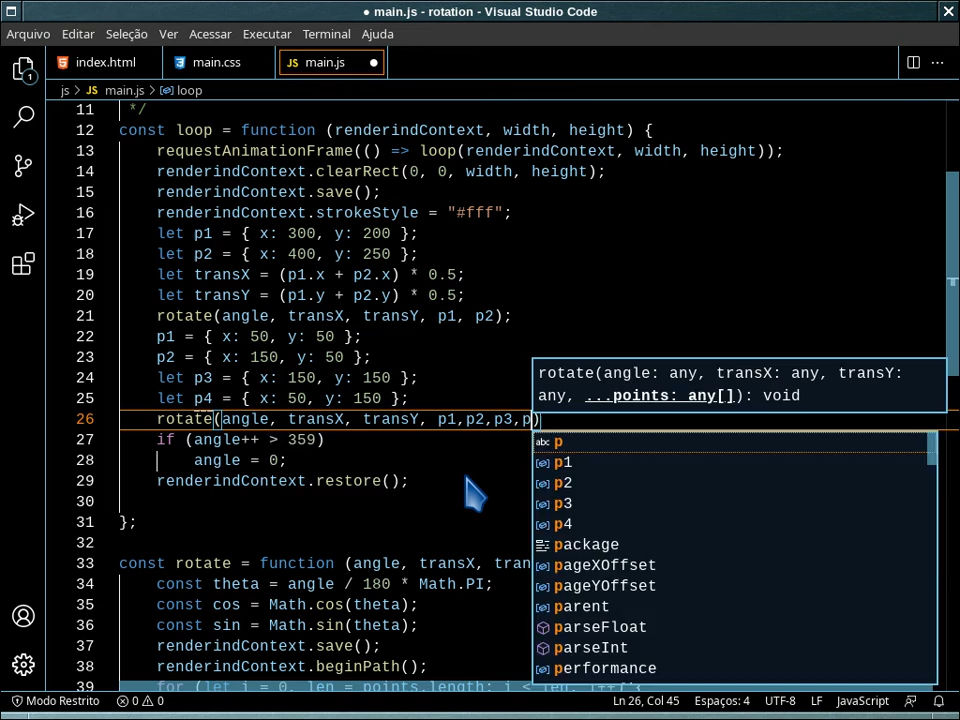 ● main.js - rotation - Visual Studio Code
Arquivo Editar Seleção Ver Acessar Executar Terminal Ajuda
index.html main.css JS main.js ●
js > JS main.js > loop
11 */
12 const loop = function (renderindContext, width, height) {
13 requestAnimationFrame(() => loop(renderindContext, width, height));
14 renderindContext.clearRect(0, 0, width, height);
15 renderindContext.save();
16 renderindContext.strokeStyle = "#fff";
17 let p1 = { x: 300, y: 200 };
18 let p2 = { x: 400, y: 250 };
19 let transX = (p1.x + p2.x) * 0.5;
20 let transY = (p1.y + p2.y) * 0.5;
21 rotate(angle, transX, transY, p1, p2);
22 p1 = { x: 50, y: 50 };
23 p2 = { x: 150, y: 50 };
24 let p3 = { x: 150, y: 150 };
25 let p4 = { x: 50, y: 150 };
26 rotate(angle, transX, transY, p1,p2,p3,p)
27 if (angle++ > 359)
28 angle = 0;
29 renderindContext.restore();
30
31 };
32
33 const rotate = function (angle, transX, tran
34 const theta = angle / 180 * Math.PI;
35 const cos = Math.cos(theta);
36 const sin = Math.sin(theta);
37 renderindContext.save();
38 renderindContext.beginPath();
39 for (let i = 0, len = points.length; i < len; i++){
rotate(angle: any, transX: any, transY:
any, ...points: any[]): void
abc p
p1
p2
p3
p4
package
pageXOffset
pageYOffset
parent
parseFloat
parseInt
performance
1
Modo Restrito 0 0 Ln 26, Col 45 Espaços: 4 UTF-8 LF JavaScript